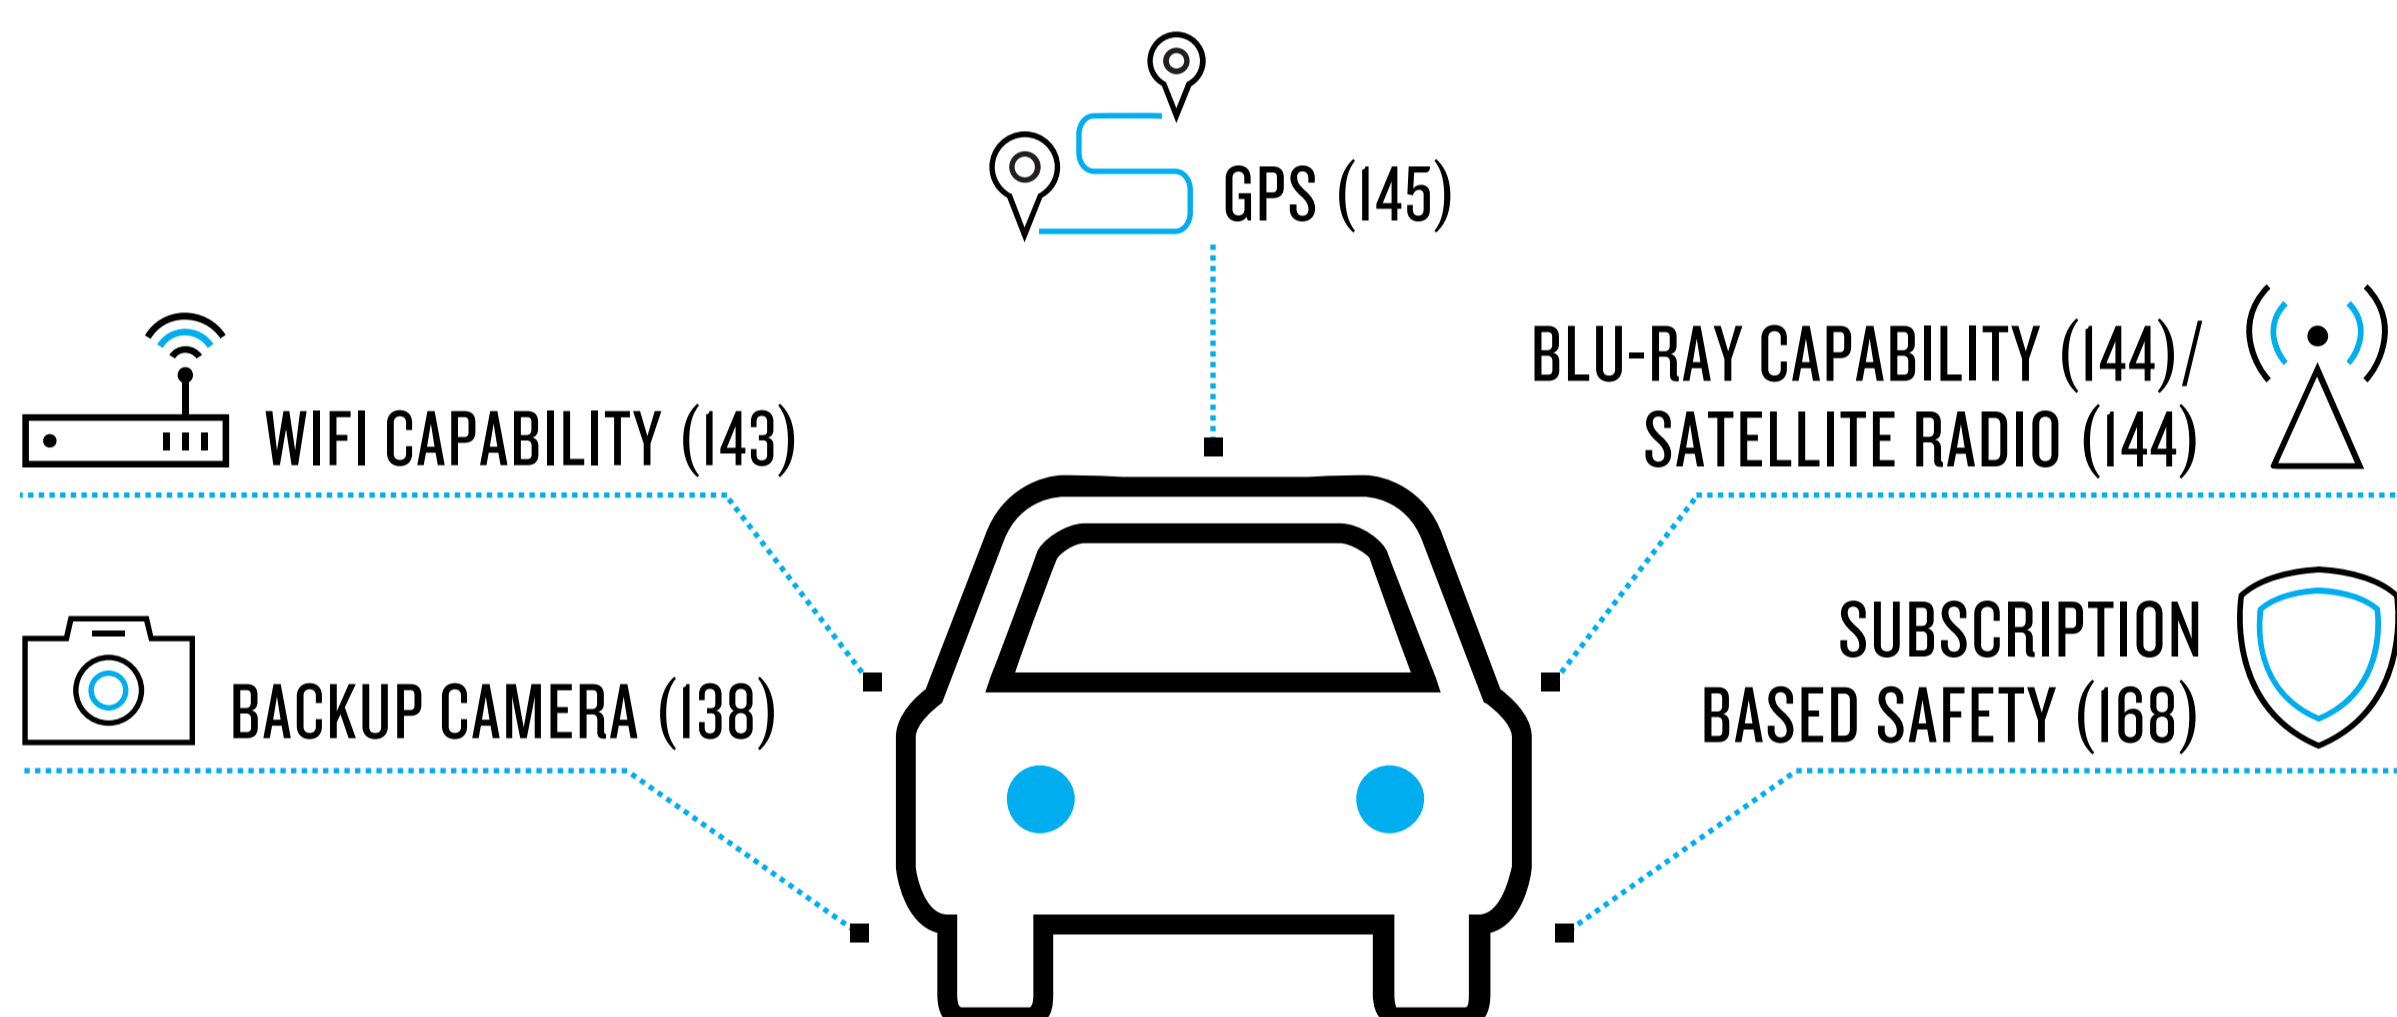 GPS (145)
WIFI CAPABILITY (143)
BLU-RAY CAPABILITY (144)/
SATELLITE RADIO (144)
BACKUP CAMERA (138)
SUBSCRIPTION
BASED SAFETY (168)